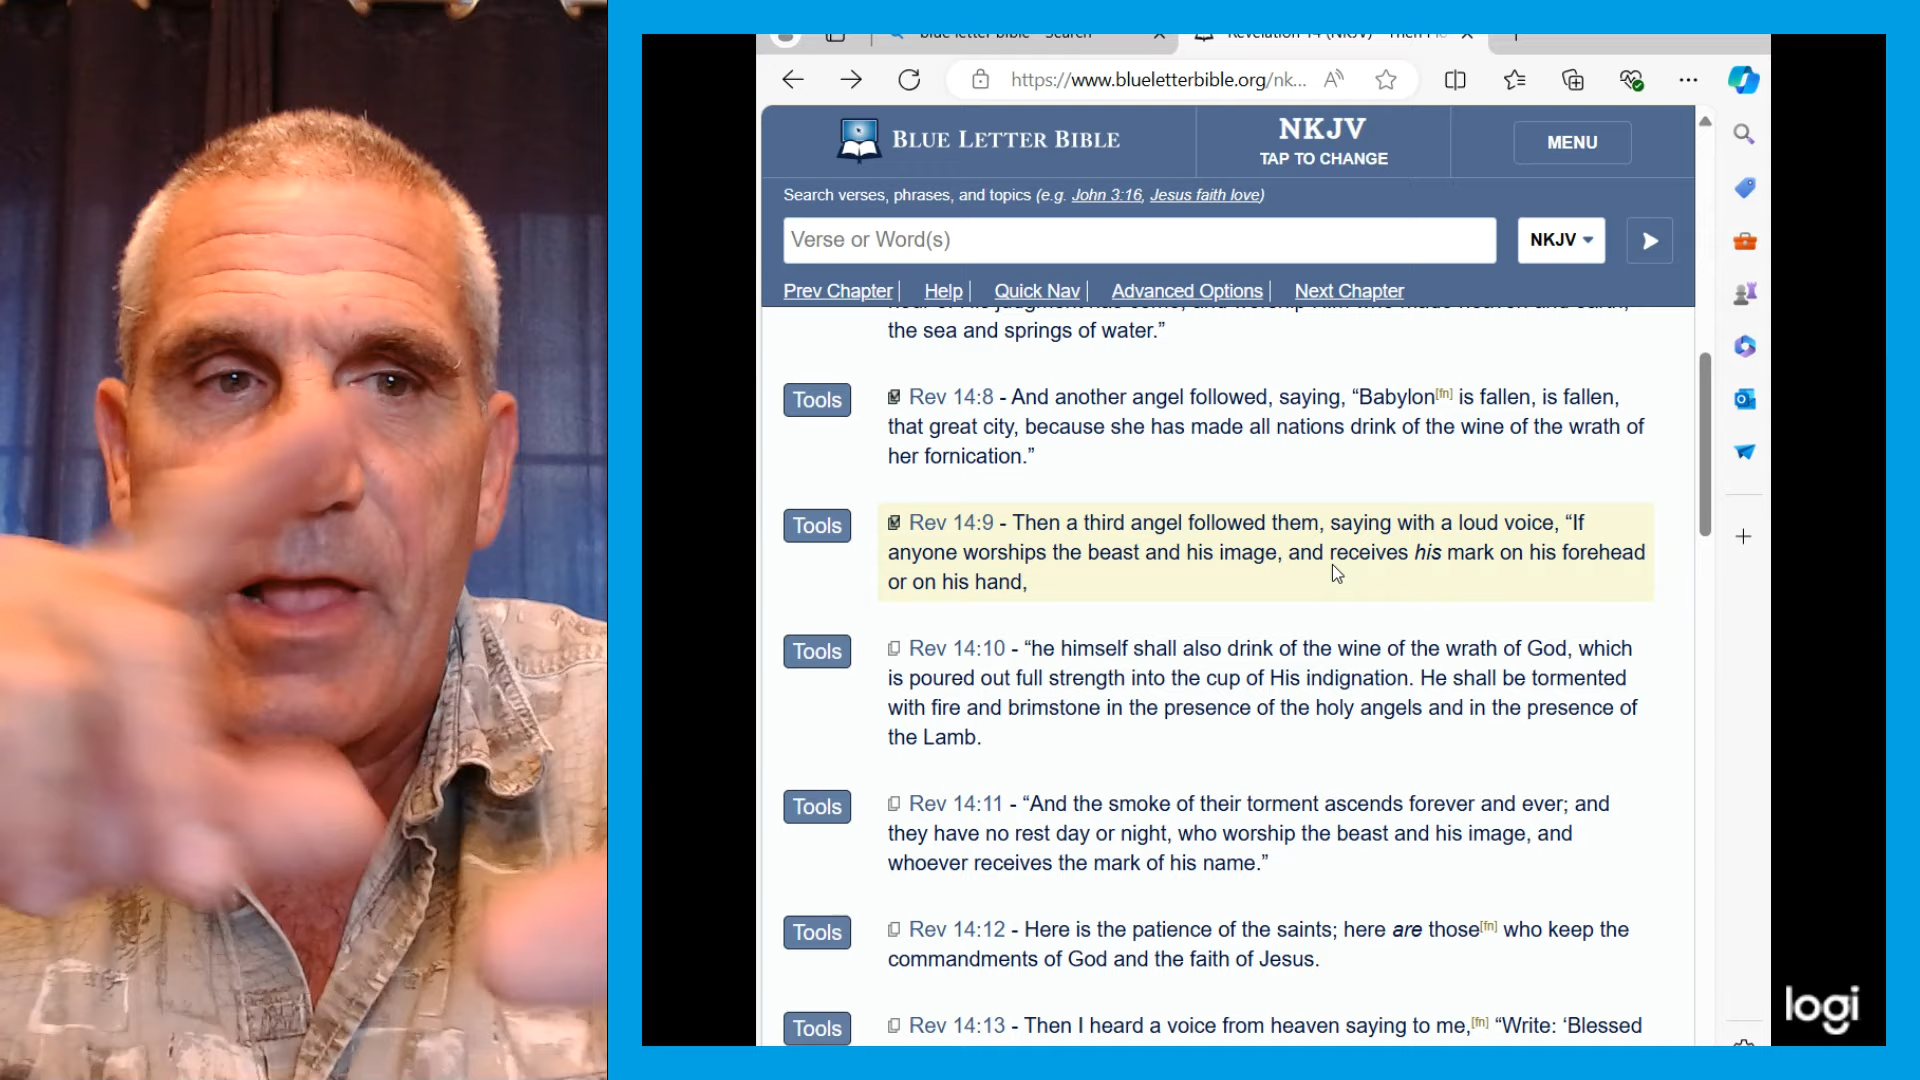 blue letter bible - Search
Revelation 14 (NKJV) - Then I lo
https://www.blueletterbible.org/nk...
BLUE LETTER BIBLE
NKJV
TAP TO CHANGE
MENU
Search verses, phrases, and topics (e.g. John 3:16, Jesus faith love)
Verse or Word(s)
NKJV
Prev Chapter
Help
Quick Nav
Advanced Options
Next Chapter
the sea and springs of water.”
Tools
Rev 14:8 - And another angel followed, saying, “Babylon[fn] is fallen, is fallen,
that great city, because she has made all nations drink of the wine of the wrath of
her fornication.”
Tools
Rev 14:9 - Then a third angel followed them, saying with a loud voice, “If
anyone worships the beast and his image, and receives his mark on his forehead
or on his hand,
Tools
Rev 14:10 - “he himself shall also drink of the wine of the wrath of God, which
is poured out full strength into the cup of His indignation. He shall be tormented
with fire and brimstone in the presence of the holy angels and in the presence of
the Lamb.
Tools
Rev 14:11 - “And the smoke of their torment ascends forever and ever; and
they have no rest day or night, who worship the beast and his image, and
whoever receives the mark of his name.”
Tools
Rev 14:12 - Here is the patience of the saints; here are those[fn] who keep the
commandments of God and the faith of Jesus.
Tools
Rev 14:13 - Then I heard a voice from heaven saying to me,[fn] “Write: ‘Blessed
logi